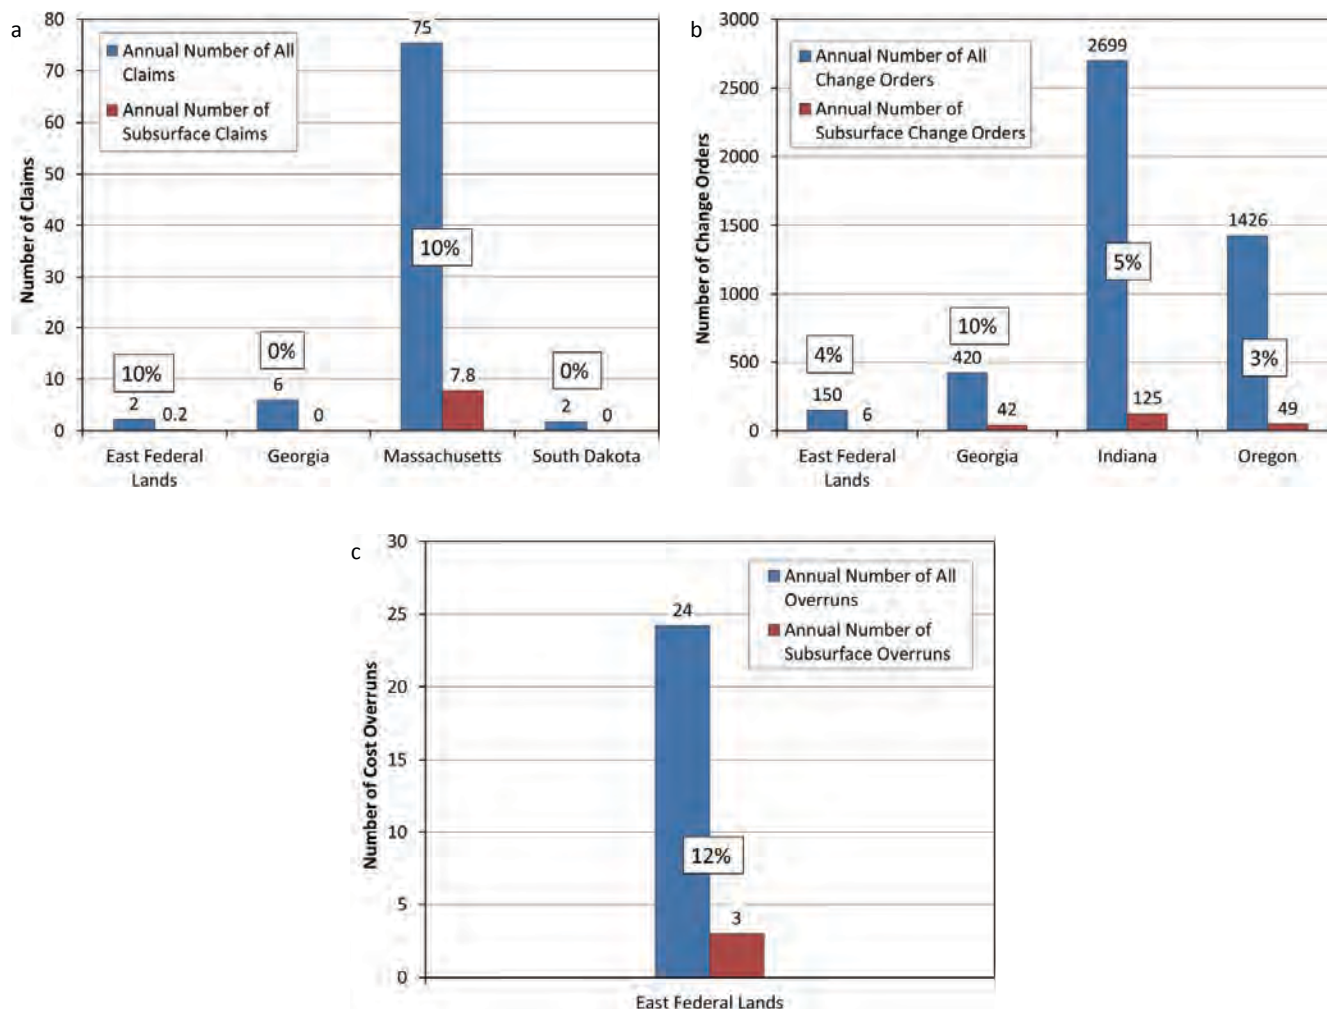 a
80
70
60
50
40
30
20
10
0
Number of Claims
Annual Number of All
Claims
Annual Number of
Subsurface Claims
75
10%
7.8
10%
2
0.2
0%
6
0
0%
2
0
East Federal
Lands
Georgia
Massachusetts
South Dakota
b
3000
2500
2000
1500
1000
500
0
Number of Change Orders
Annual Number of All
Change Orders
Annual Number of
Subsurface Change Orders
2699
5%
125
1426
3%
49
10%
420
42
4%
150
6
East Federal
Lands
Georgia
Indiana
Oregon
c
30
25
20
15
10
5
0
Number of Cost Overruns
Annual Number of All
Overruns
Annual Number of
Subsurface Overruns
24
12%
3
East Federal Lands